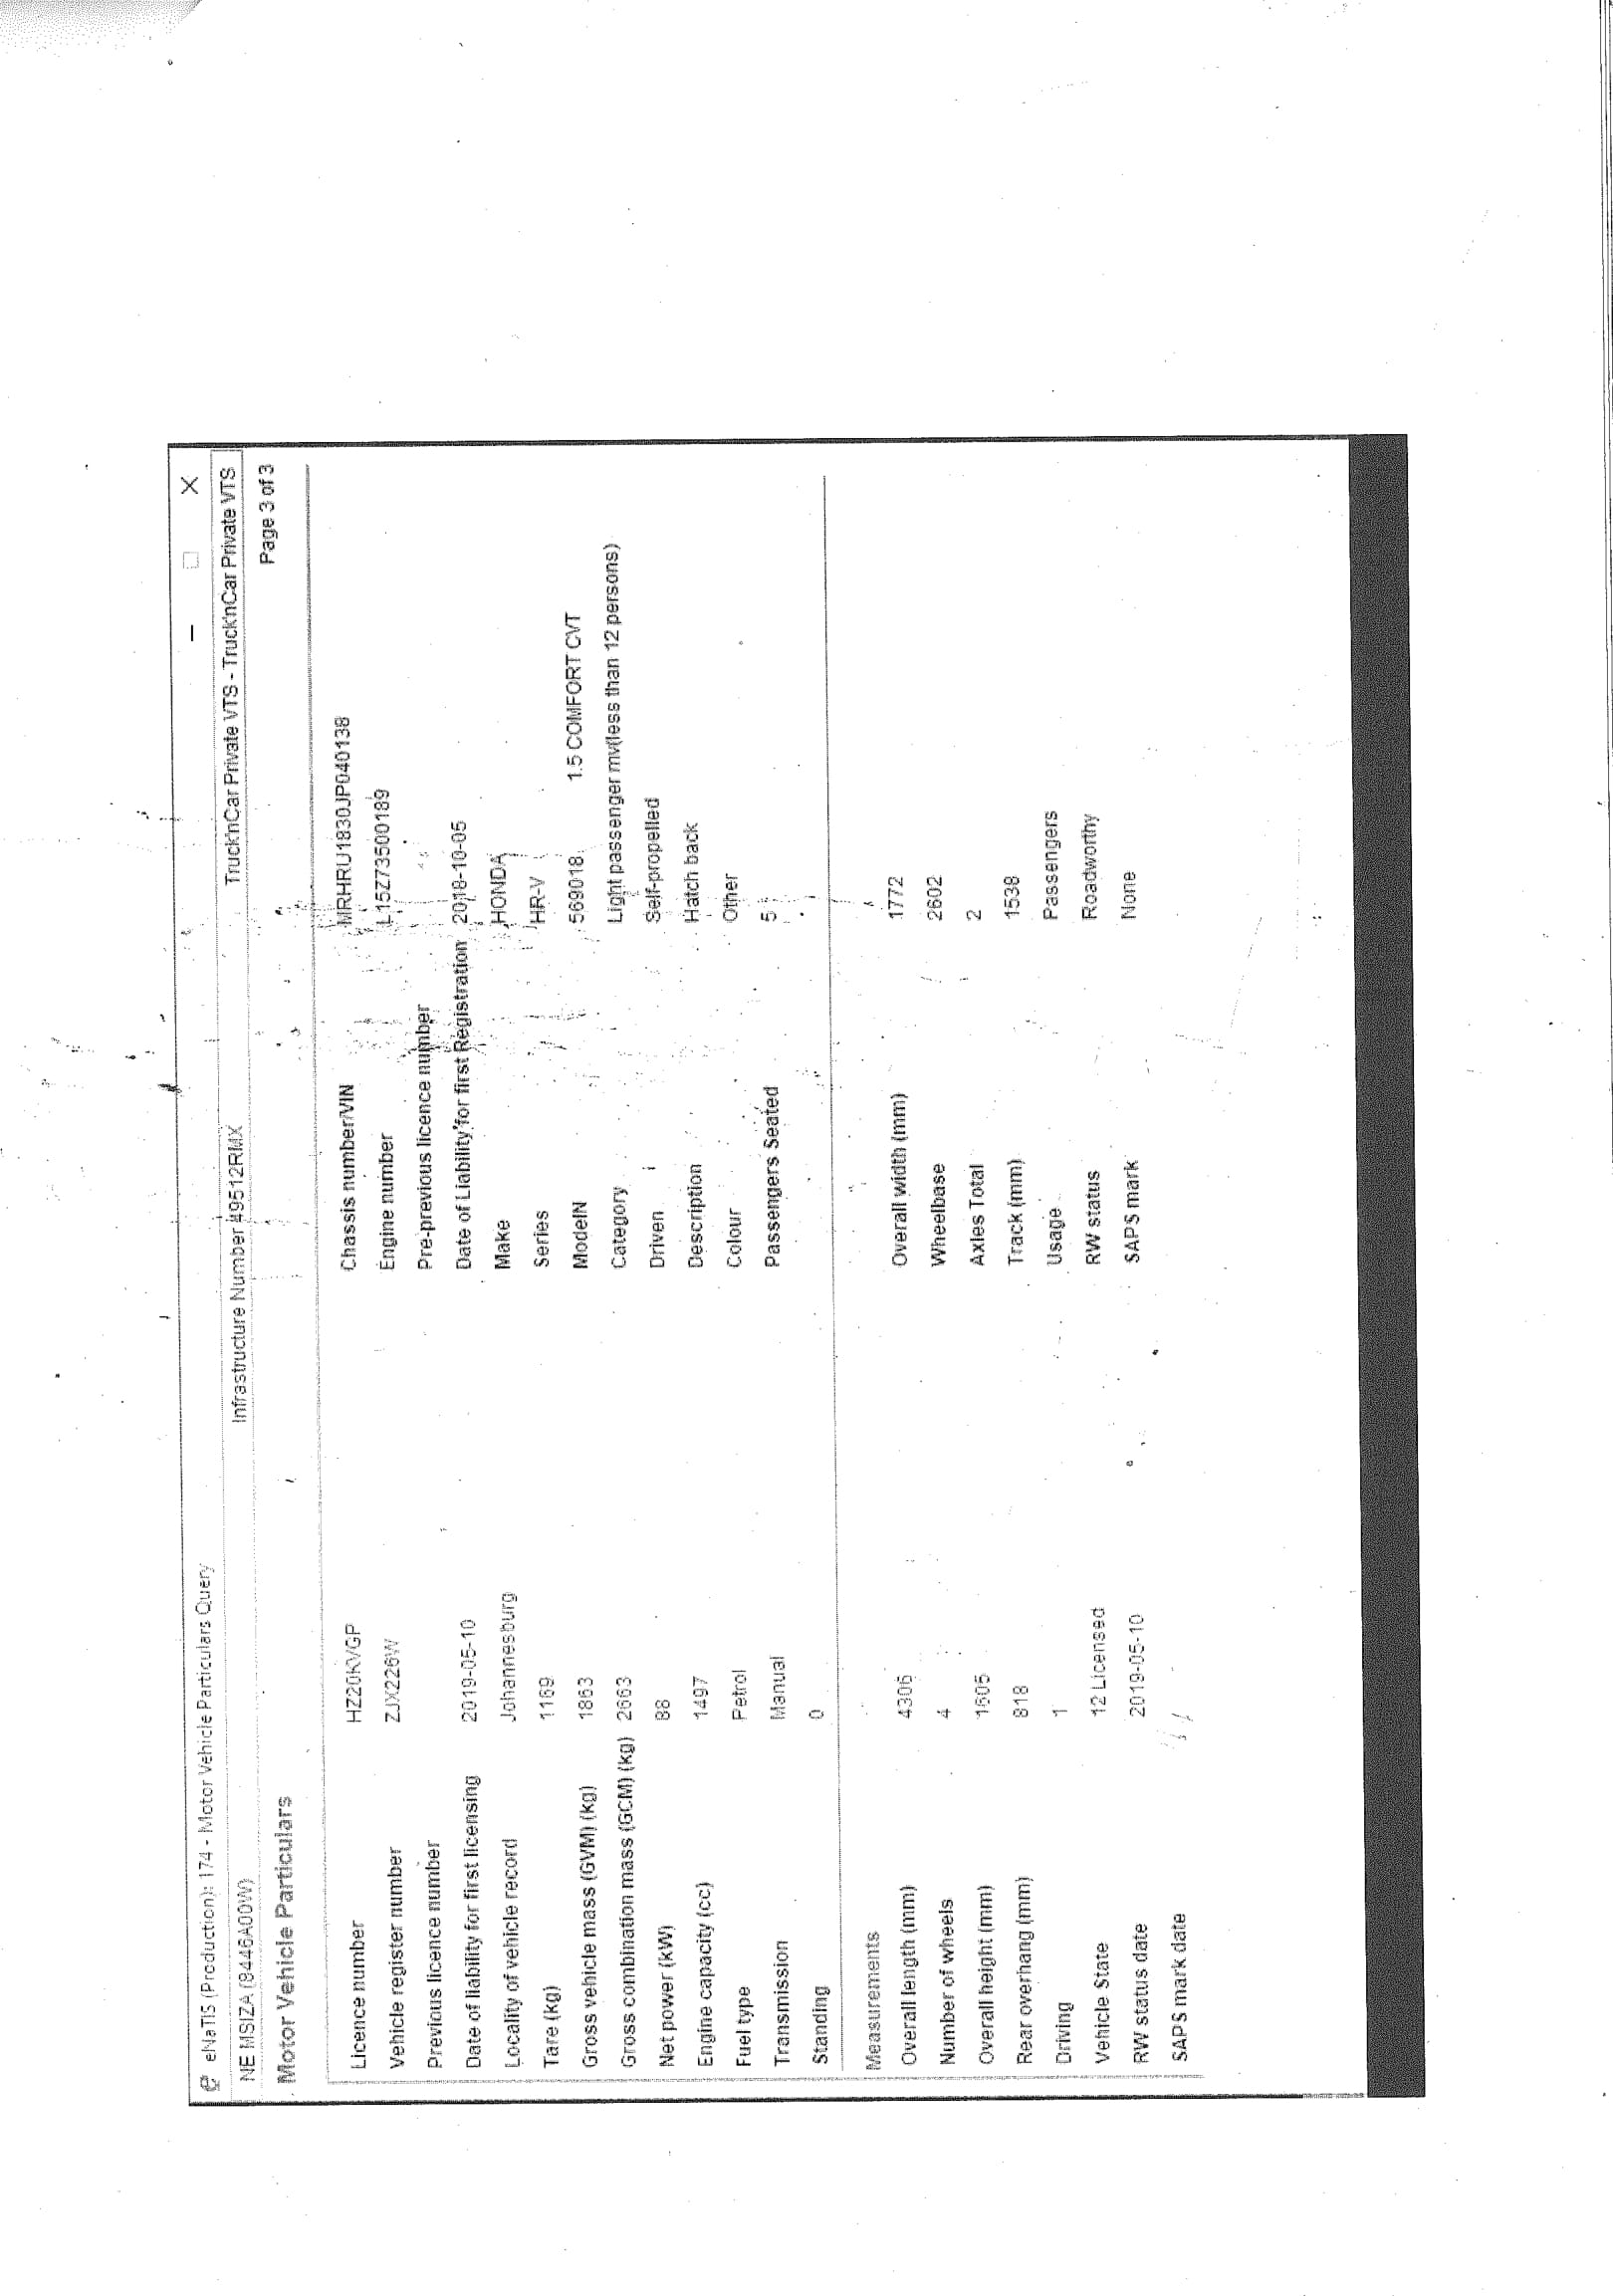 eNaTIS (Production): 174 - Motor Vehicle Particulars Query
NE MSIZA (8446A00W) Infrastructure Number 49512RMX Truck'nCar Private VTS - Truck'nCar Private VTS
Motor Vehicle Particulars Page 3 of 3
Licence number HZ20KVGP Chassis number/VIN MRHRU1830JP040138
Vehicle register number ZJX226W Engine number L15Z73500189
Previous licence number Pre-previous licence number
Date of liability for first licensing 2019-05-10 Date of Liability for first Registration 2018-10-05
Locality of vehicle record Johannesburg Make HONDA
Tare (kg) 1169 Series HR-V
Gross vehicle mass (GVM) (kg) 1863 ModelN 569018 1.5 COMFORT CVT
Gross combination mass (GCM) (kg) 2663 Category Light passenger mv(less than 12 persons)
Net power (kW) 88 Driven Self-propelled
Engine capacity (cc) 1497 Description Hatch back
Fuel type Petrol Colour Other
Transmission Manual Passengers Seated 5
Standing 0
Measurements
Overall length (mm) 4306 Overall width (mm) 1772
Number of wheels 4 Wheelbase 2602
Overall height (mm) 1605 Axles Total 2
Rear overhang (mm) 818 Track (mm) 1538
Driving 1 Usage Passengers
Vehicle State 12 Licensed RW status Roadworthy
RW status date 2019-05-10 SAPS mark None
SAPS mark date